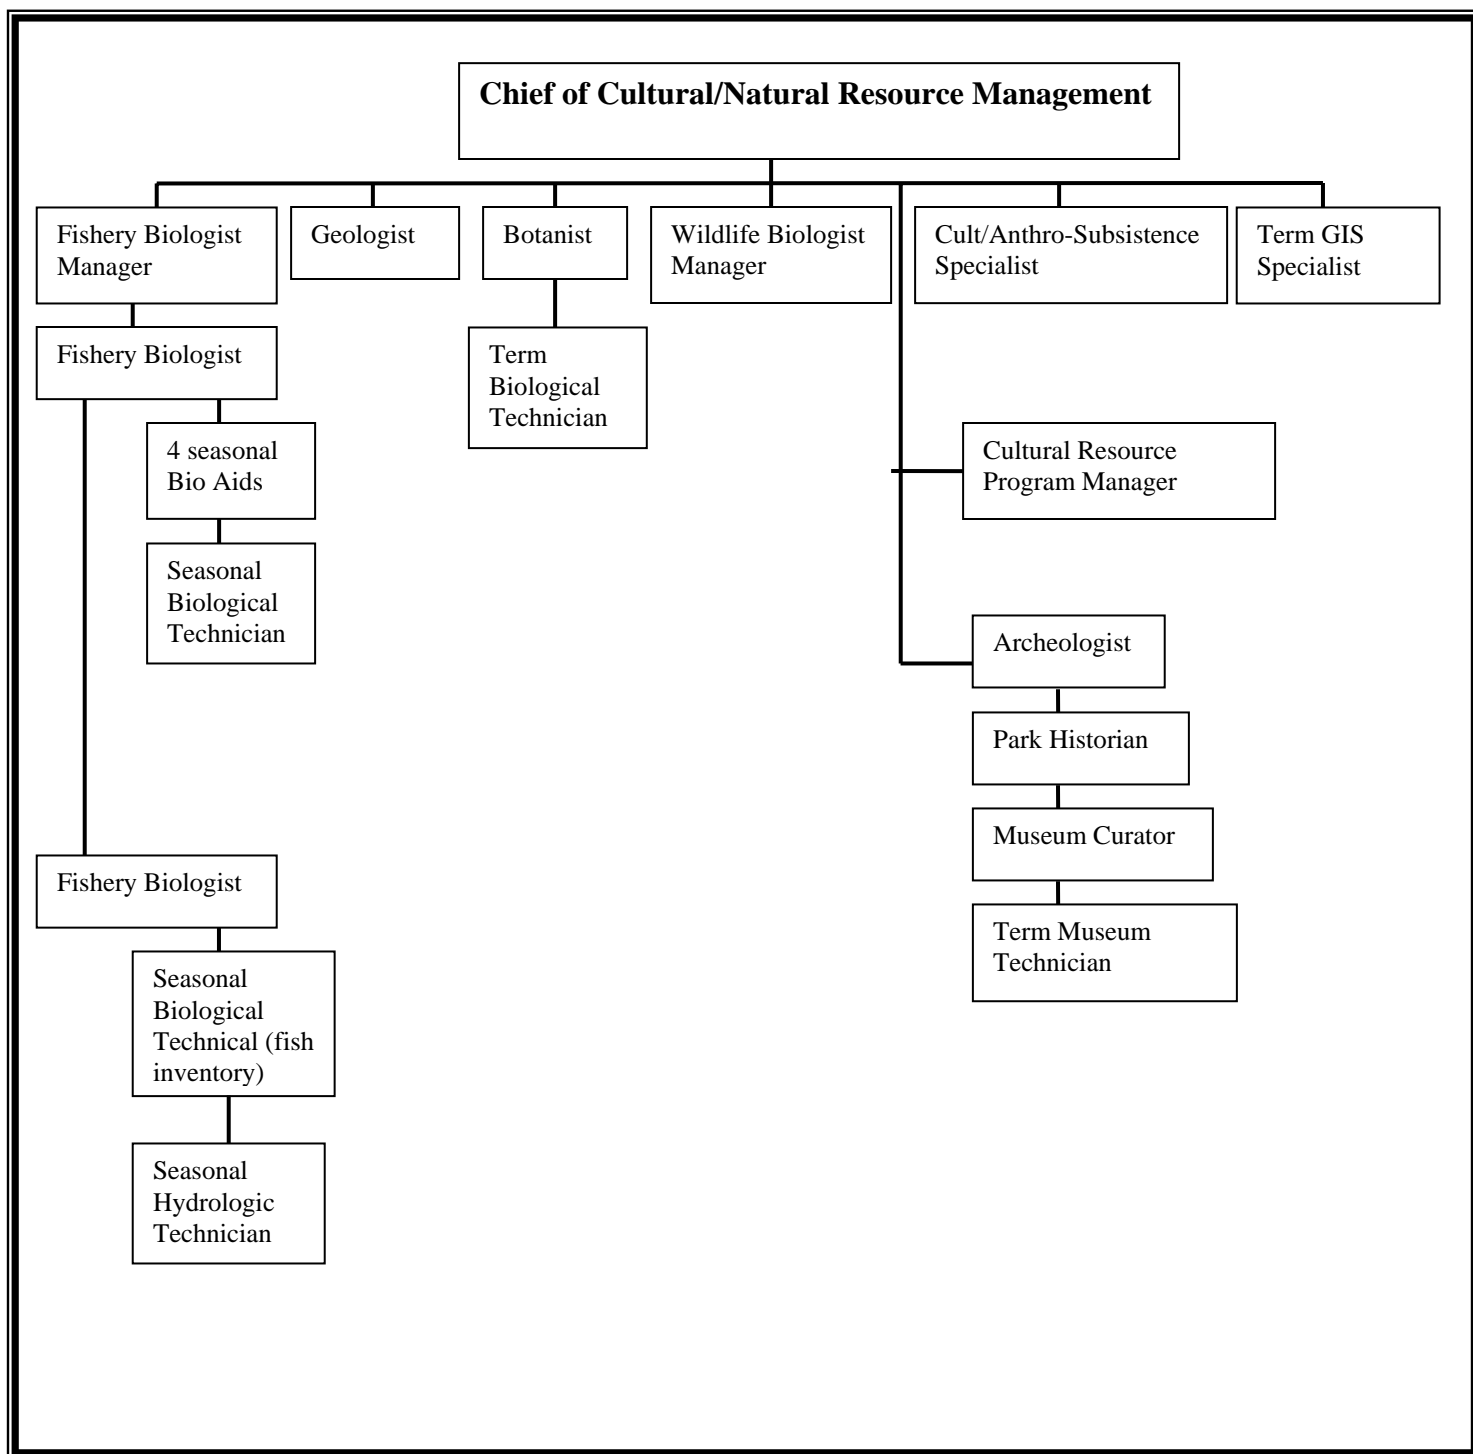 Chief of Cultural/Natural Resource Management
Fishery Biologist
Manager
Geologist
Botanist
Wildlife Biologist
Manager
Cult/Anthro-Subsistence
Specialist
Term GIS
Specialist
Fishery Biologist
Term
Biological
Technician
4 seasonal
Bio Aids
Cultural Resource
Program Manager
Seasonal
Biological
Technician
Archeologist
Park Historian
Museum Curator
Fishery Biologist
Term Museum
Technician
Seasonal
Biological
Technical (fish
inventory)
Seasonal
Hydrologic
Technician